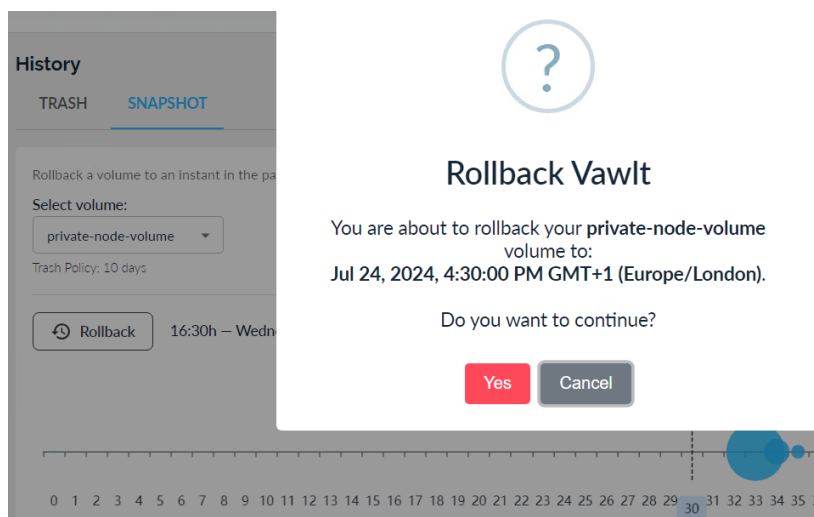 ?
History
TRASH SNAPSHOT
Rollback a volume to an instant in the pa
Select volume:
private-node-volume
Trash Policy: 10 days
Rollback 16:30h – Wedn
Rollback Vawlt
You are about to rollback your private-node-volume
volume to:
Jul 24, 2024, 4:30:00 PM GMT+1 (Europe/London).
Do you want to continue?
Yes Cancel
0 1 2 3 4 5 6 7 8 9 10 11 12 13 14 15 16 17 18 19 20 21 22 23 24 25 26 27 28 29 30 31 32 33 34 35